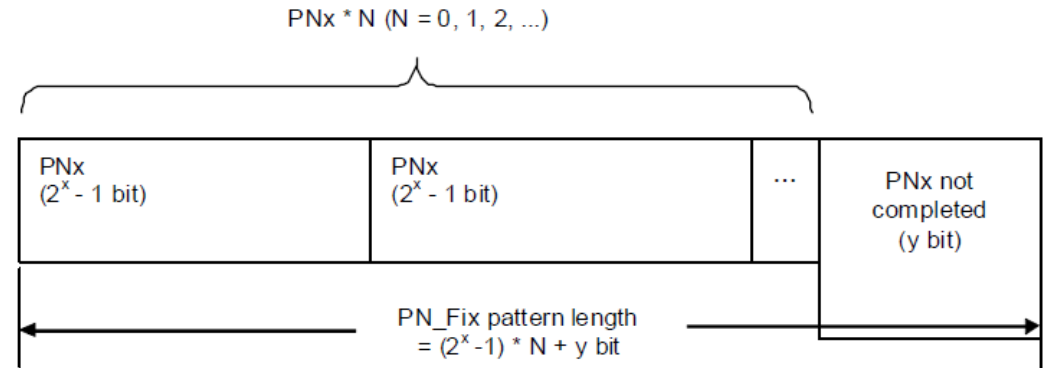 PNx * N (N = 0, 1, 2, ...)
PNx
(2^x - 1 bit)
PNx
(2^x - 1 bit)
...
PNx not
completed
(y bit)
PN_Fix pattern length
= (2^x -1) * N + y bit